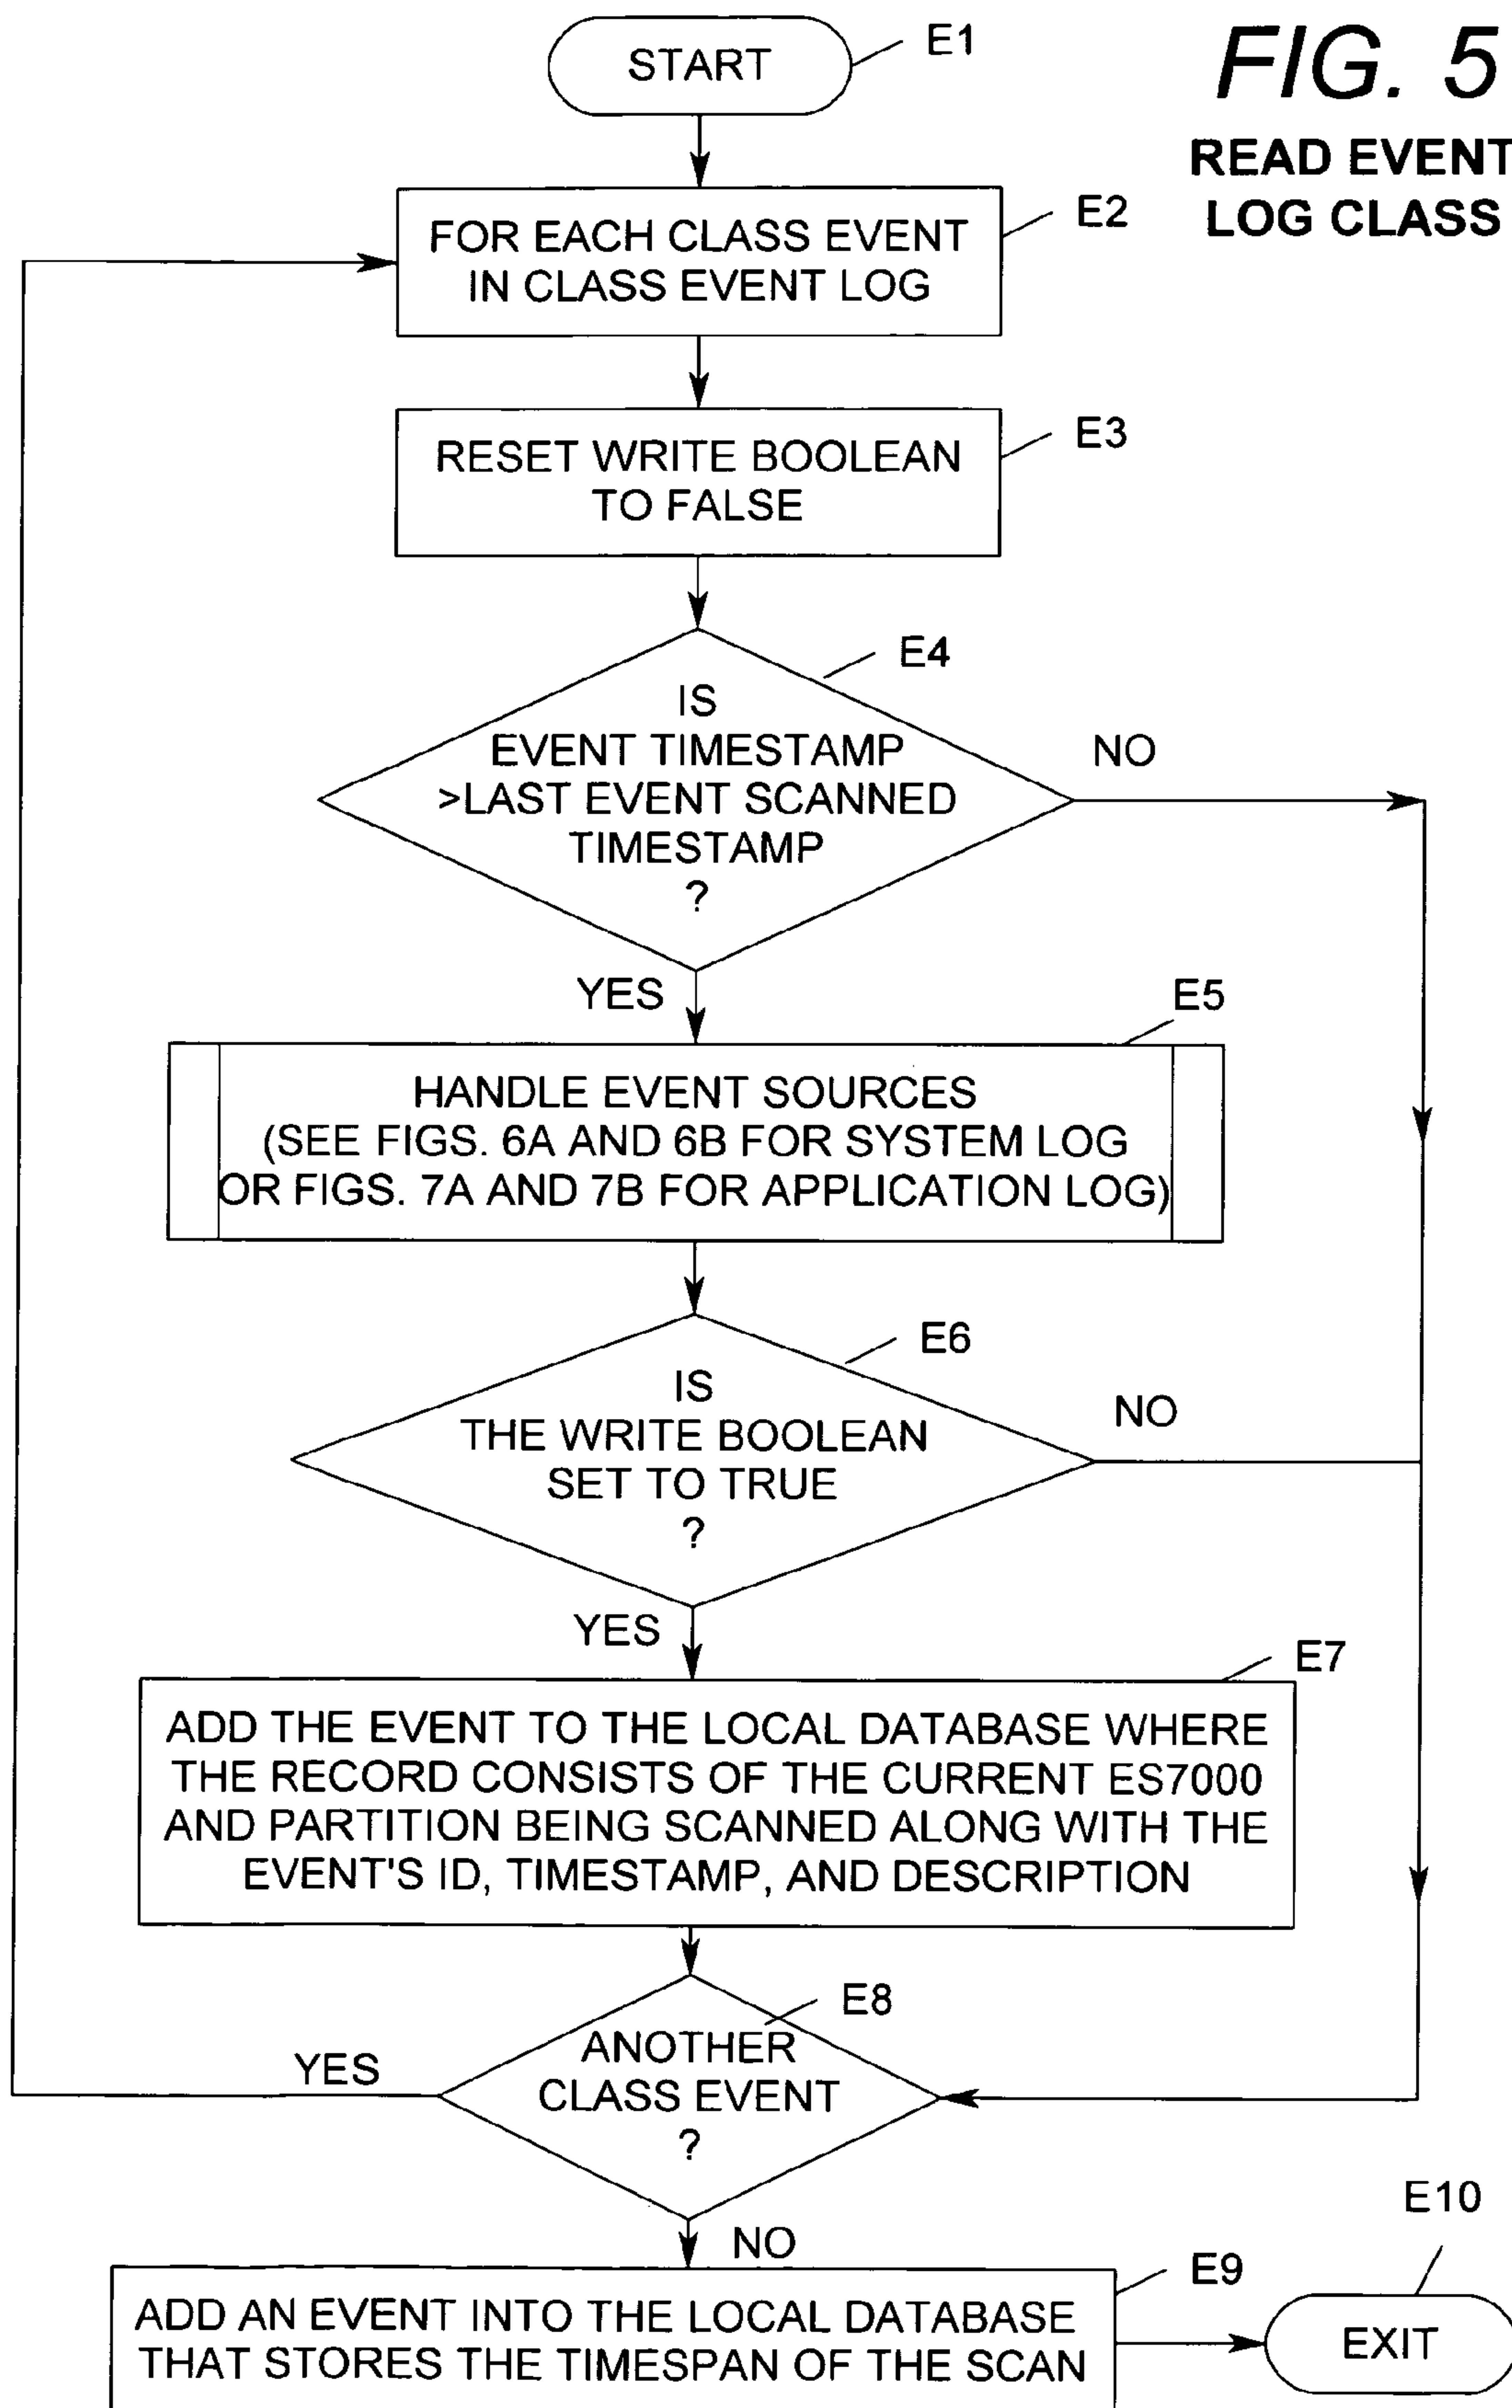 START
E1
FIG. 5
READ EVENT
LOG CLASS
FOR EACH CLASS EVENT
IN CLASS EVENT LOG
E2
RESET WRITE BOOLEAN
TO FALSE
E3
E4
IS
EVENT TIMESTAMP
>LAST EVENT SCANNED
TIMESTAMP
?
NO
YES
E5
HANDLE EVENT SOURCES
(SEE FIGS. 6A AND 6B FOR SYSTEM LOG
OR FIGS. 7A AND 7B FOR APPLICATION LOG)
E6
IS
THE WRITE BOOLEAN
SET TO TRUE
?
NO
YES
E7
ADD THE EVENT TO THE LOCAL DATABASE WHERE
THE RECORD CONSISTS OF THE CURRENT ES7000
AND PARTITION BEING SCANNED ALONG WITH THE
EVENT'S ID, TIMESTAMP, AND DESCRIPTION
E8
ANOTHER
CLASS EVENT
?
YES
NO
E9
ADD AN EVENT INTO THE LOCAL DATABASE
THAT STORES THE TIMESPAN OF THE SCAN
E10
EXIT